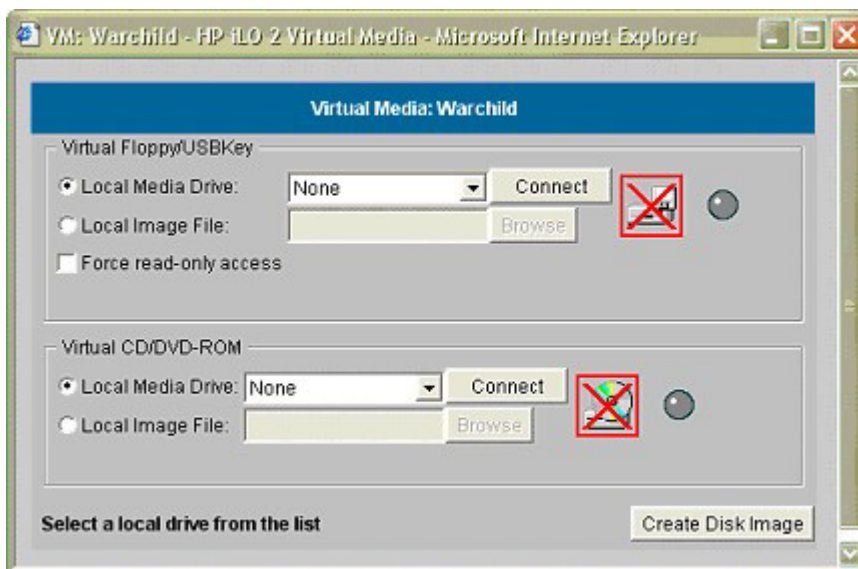 VM: Warchild - HP iLO 2 Virtual Media - Microsoft Internet Explorer
Virtual Media: Warchild
Virtual Floppy/USBKey
Local Media Drive: None Connect
Local Image File: Browse
Force read-only access
Virtual CD/DVD-ROM
Local Media Drive: None Connect
Local Image File: Browse
Select a local drive from the list Create Disk Image